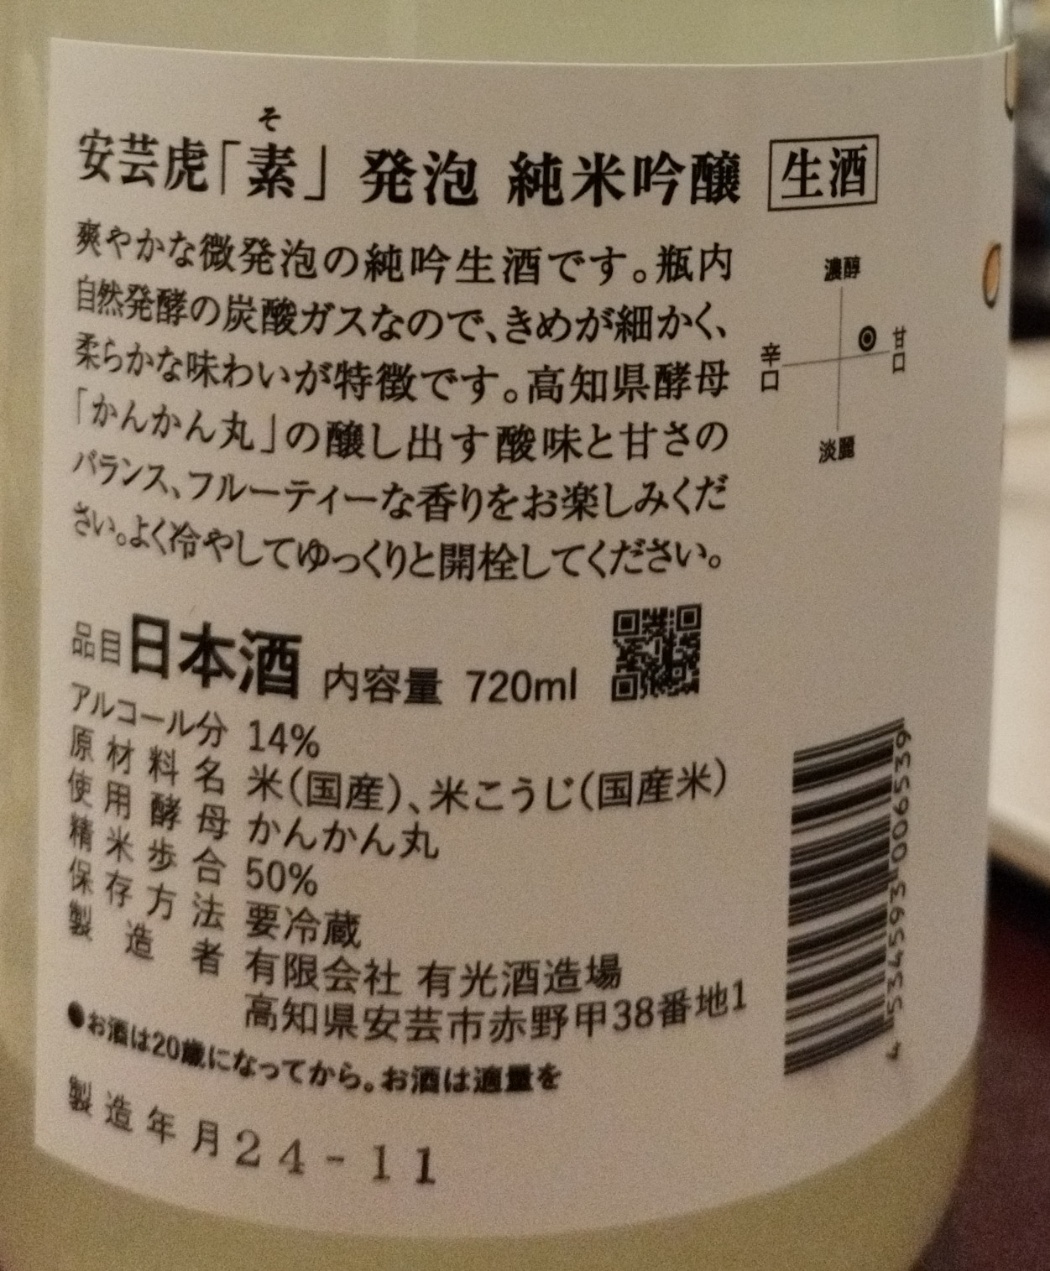 そ
安芸虎「素」 発泡 純米吟醸 生酒
爽やかな微発泡の純吟生酒です。瓶内
自然発酵の炭酸ガスなので、きめが細かく、
柔らかな味わいが特徴です。高知県酵母
「かんかん丸」の醸し出す酸味と甘さの
バランス、フルーティーな香りをお楽しみくだ
さい。よく冷やしてゆっくりと開栓してください。
濃醇
辛口
甘口
淡麗
品目 日本酒 内容量 720ml
アルコール分 14%
原材料名 米(国産)、米こうじ(国産米)
使用酵母 かんかん丸
精米歩合 50%
保存方法 要冷蔵
製造者 有限会社 有光酒造場
高知県安芸市赤野甲38番地1
●お酒は20歳になってから。お酒は適量を
製造年月 24-11
4 534593 006539